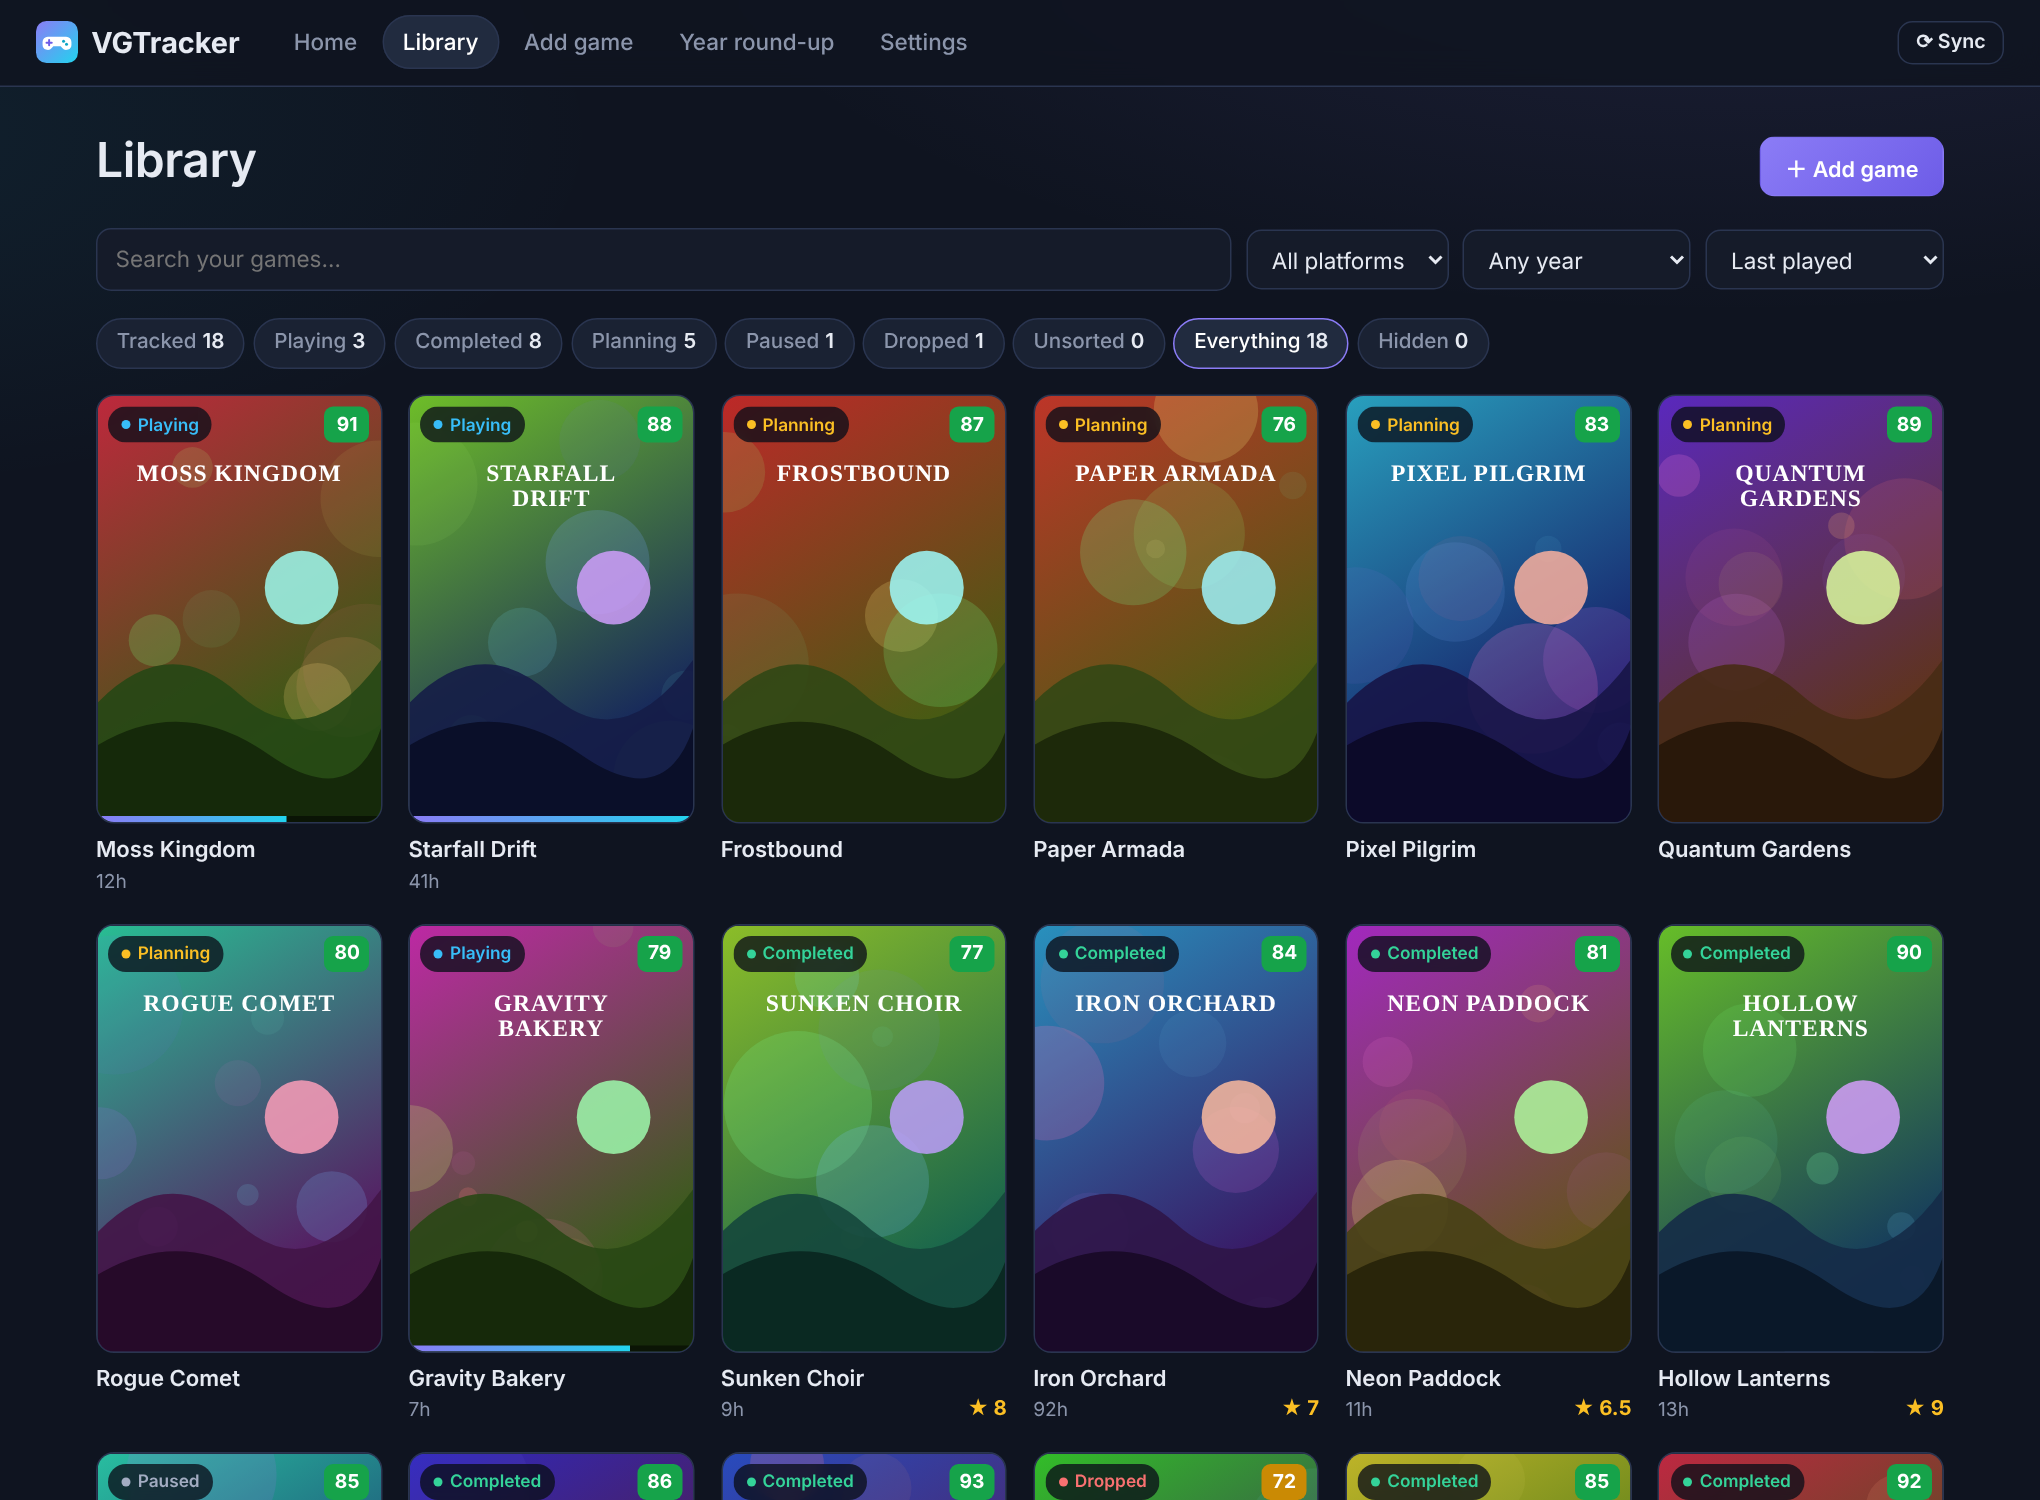 VGTracker
Home
Library
Add game
Year round-up
Settings
⟳ Sync
Library
+ Add game
Search your games...
All platforms
Any year
Last played
Tracked 18
Playing 3
Completed 8
Planning 5
Paused 1
Dropped 1
Unsorted 0
Everything 18
Hidden 0
Playing
91
MOSS KINGDOM
Moss Kingdom
12h
Playing
88
STARFALL
DRIFT
Starfall Drift
41h
Planning
87
FROSTBOUND
Frostbound
Planning
76
PAPER ARMADA
Paper Armada
Planning
83
PIXEL PILGRIM
Pixel Pilgrim
Planning
89
QUANTUM
GARDENS
Quantum Gardens
Planning
80
ROGUE COMET
Rogue Comet
Playing
79
GRAVITY
BAKERY
Gravity Bakery
7h
Completed
77
SUNKEN CHOIR
Sunken Choir
9h
★ 8
Completed
84
IRON ORCHARD
Iron Orchard
92h
★ 7
Completed
81
NEON PADDOCK
Neon Paddock
11h
★ 6.5
Completed
90
HOLLOW
LANTERNS
Hollow Lanterns
13h
★ 9
Paused
85
Completed
86
Completed
93
Dropped
72
Completed
85
Completed
92